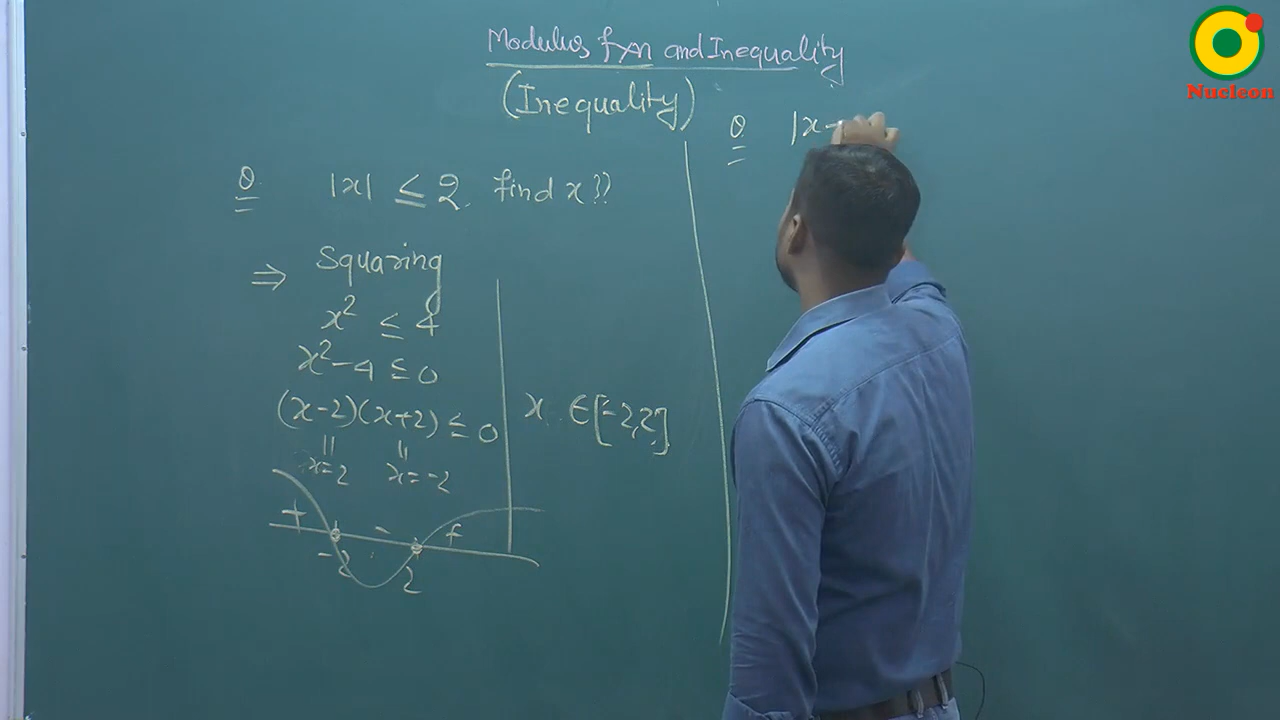 Modulus fxn and Inequality
(Inequality)
Nucleon
Q |x| ≤ 2, find x??
⇒ Squaring
x² ≤ 4
x²-4 ≤ 0
(x-2)(x+2) ≤ 0
x=2 x=-2
x ∈ [-2,2]
+ - +
-2 2
Q |x-